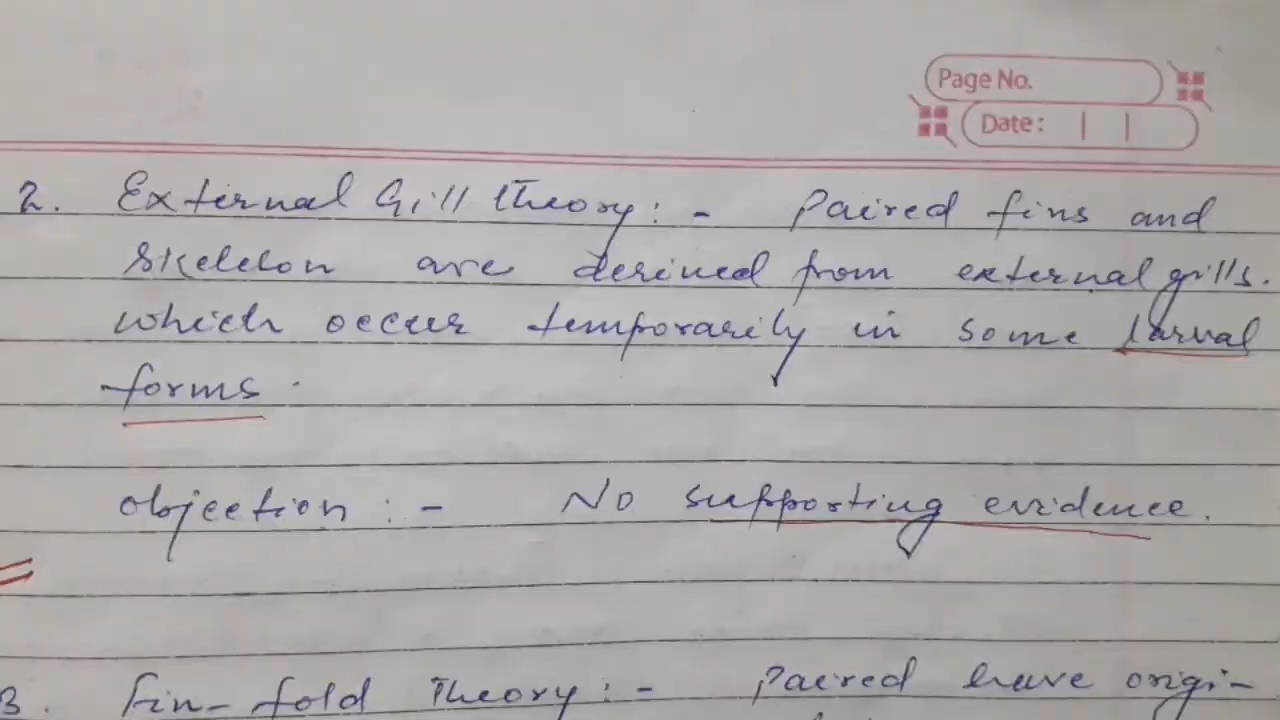 Page No.
Date:
2. External Gill theory: - Paired fins and
skeleton are derived from external gills.
which occur temporarily in some larval
forms.
objection : - No supporting evidence.
3. Fin-fold Theory: - Paired have origi-